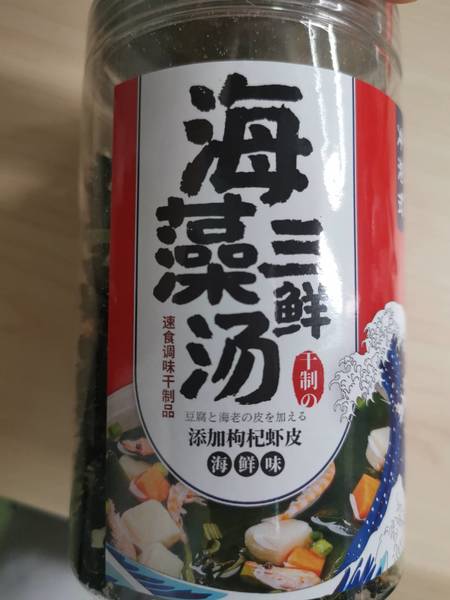 海藻汤
三鲜
干制の
速食调味干制品
豆腐と海老の皮を加える
添加枸杞虾皮
海鲜味